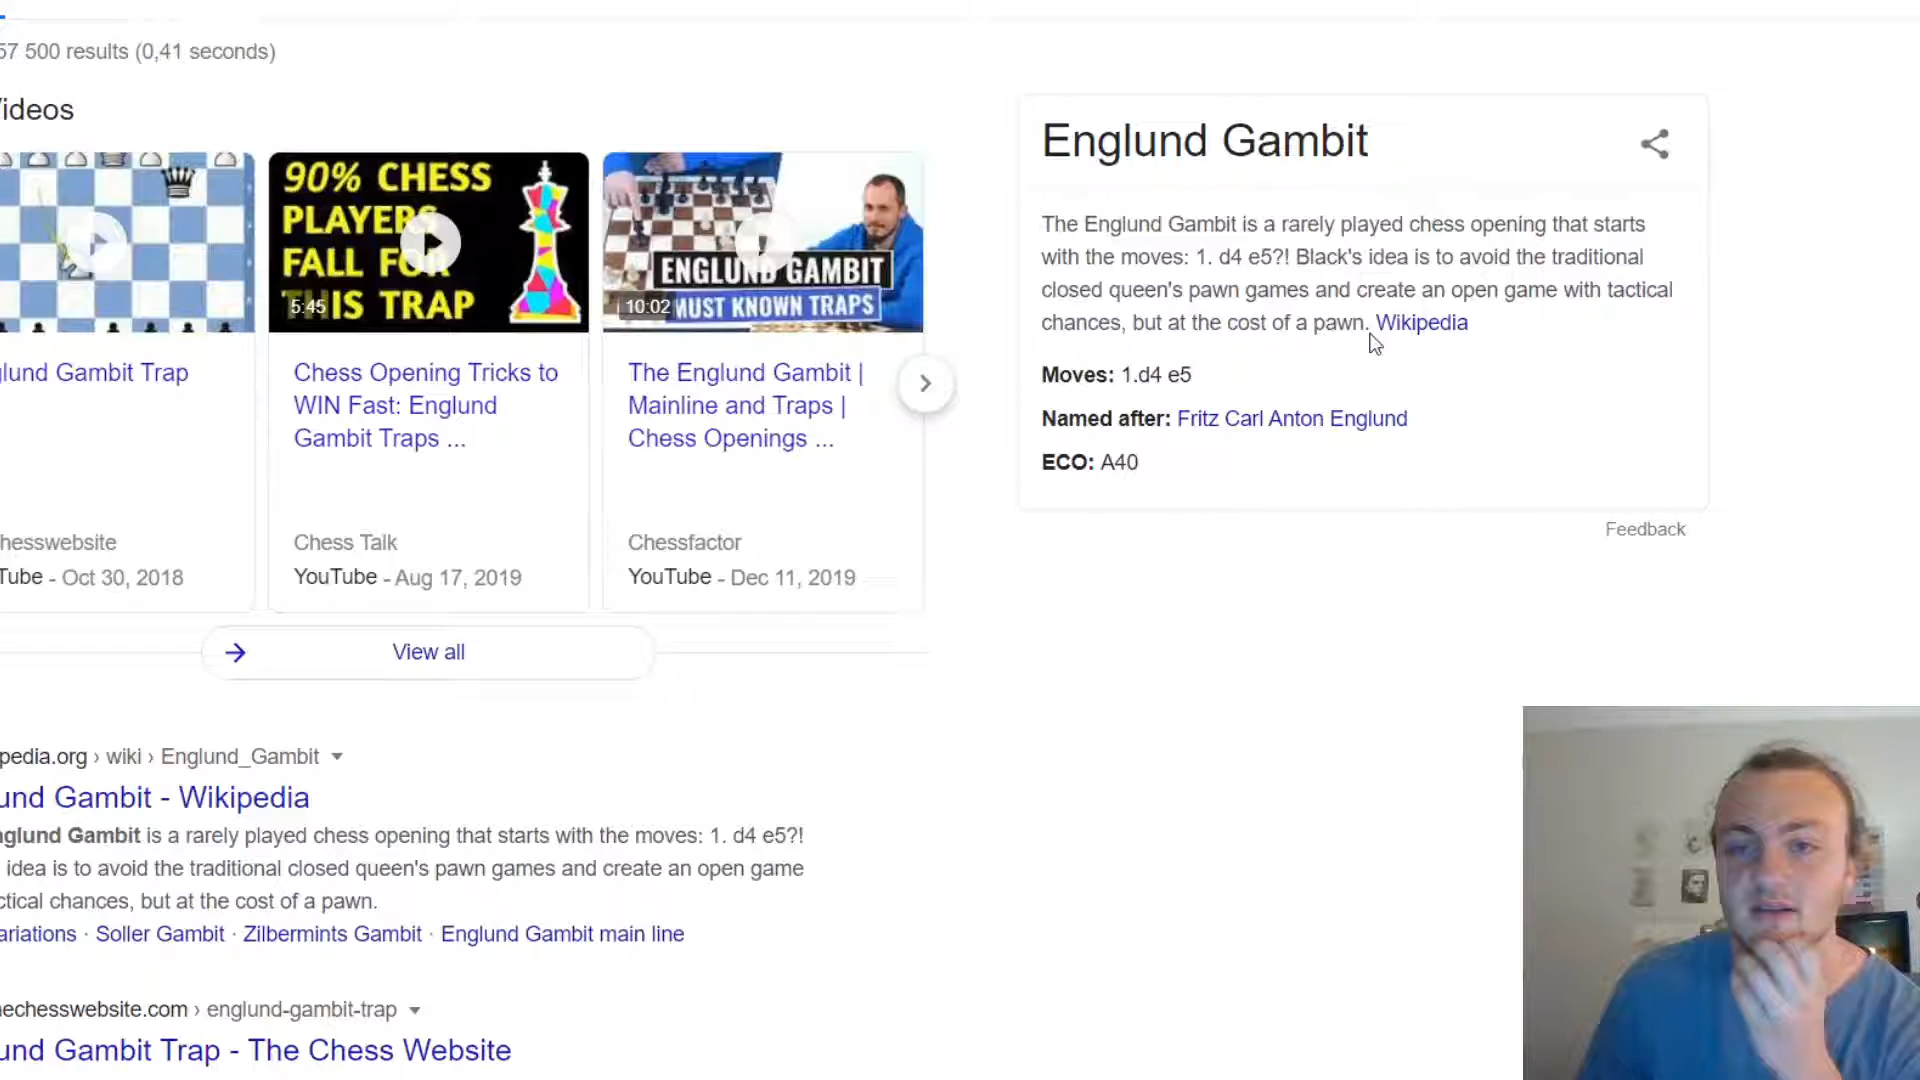 57 500 results (0,41 seconds)
ideos
90% CHESS
PLAYERS
FALL FOR
THIS TRAP
5:45
ENGLUND GAMBIT
MUST KNOWN TRAPS
10:02
lund Gambit Trap
hesswebsite
Tube - Oct 30, 2018
Chess Opening Tricks to
WIN Fast: Englund
Gambit Traps ...
Chess Talk
YouTube - Aug 17, 2019
The Englund Gambit |
Mainline and Traps |
Chess Openings ...
Chessfactor
YouTube - Dec 11, 2019
View all
pedia.org › wiki › Englund_Gambit
und Gambit - Wikipedia
nglund Gambit is a rarely played chess opening that starts with the moves: 1. d4 e5?!
idea is to avoid the traditional closed queen's pawn games and create an open game
ctical chances, but at the cost of a pawn.
ariations · Soller Gambit · Zilbermints Gambit · Englund Gambit main line
echesswebsite.com › englund-gambit-trap
und Gambit Trap - The Chess Website
Englund Gambit
The Englund Gambit is a rarely played chess opening that starts
with the moves: 1. d4 e5?! Black's idea is to avoid the traditional
closed queen's pawn games and create an open game with tactical
chances, but at the cost of a pawn. Wikipedia
Moves: 1.d4 e5
Named after: Fritz Carl Anton Englund
ECO: A40
Feedback